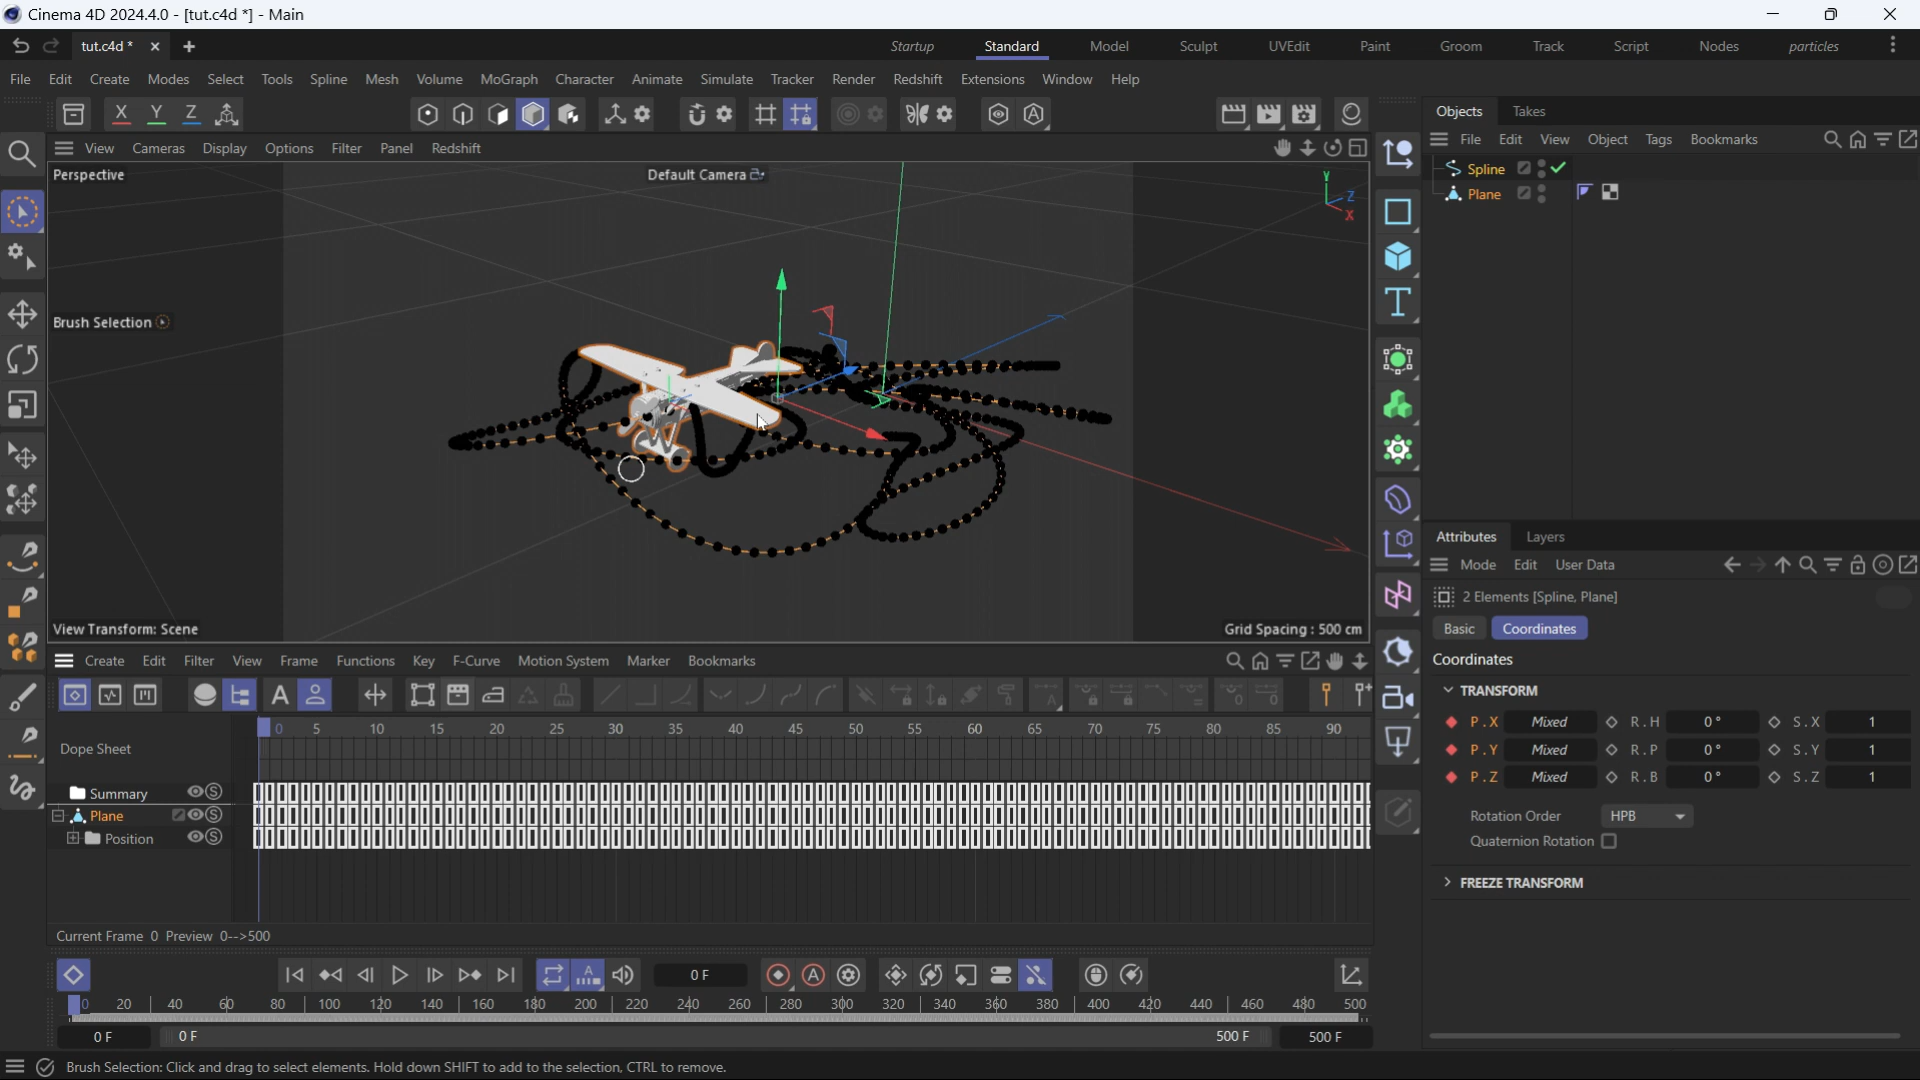 Cinema 4D 2024.4.0 - [tut.c4d *] - Main
tut.c4d * Startup Standard Model Sculpt UVEdit Paint Groom Track Script Nodes particles
File Edit Create Modes Select Tools Spline Mesh Volume MoGraph Character Animate Simulate Tracker Render Redshift Extensions Window Help
X Y Z
Objects Takes
View Cameras Display Options Filter Panel Redshift
File Edit View Object Tags Bookmarks
Perspective Default Camera
Y Z X
Spline
Plane
Brush Selection
View Transform: Scene Grid Spacing : 500 cm
Attributes Layers
Mode Edit User Data
2 Elements [Spline, Plane]
Basic Coordinates
Coordinates
TRANSFORM
P . X Mixed R . H 0 ° S . X 1
P . Y Mixed R . P 0 ° S . Y 1
P . Z Mixed R . B 0 ° S . Z 1
Rotation Order HPB
Quaternion Rotation
FREEZE TRANSFORM
Create Edit Filter View Frame Functions Key F-Curve Motion System Marker Bookmarks
0 5 10 15 20 25 30 35 40 45 50 55 60 65 70 75 80 85 90
Dope Sheet
Summary
Plane
Position
Current Frame 0 Preview 0-->500
0 F
0 20 40 60 80 100 120 140 160 180 200 220 240 260 280 300 320 340 360 380 400 420 440 460 480 500
0 F 0 F 500 F 500 F
Brush Selection: Click and drag to select elements. Hold down SHIFT to add to the selection, CTRL to remove.